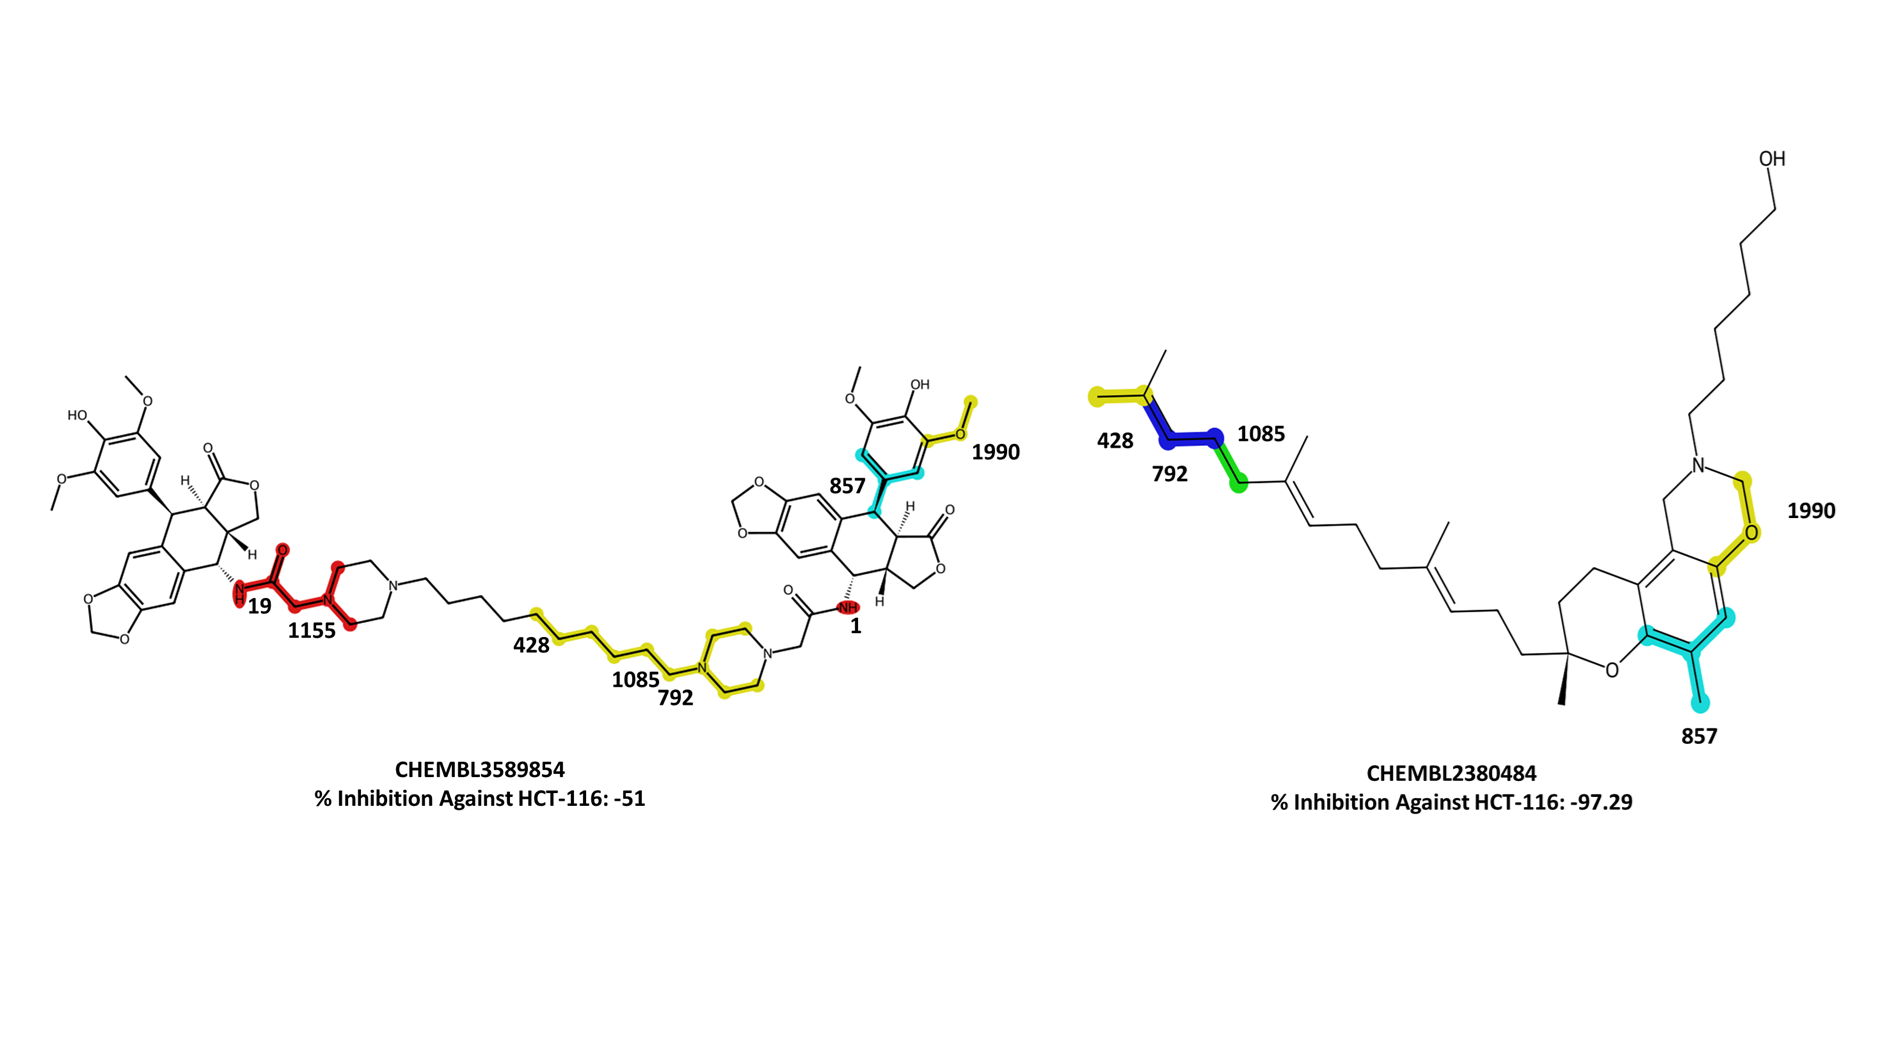 OH
HO
O
O
O
O
H
H
NH
O
19
N
1155
N
O
O
O
OH
O
1990
857
O
O
H
O
O
H
O
NH
1
428
1085
792
N
N
CHEMBL3589854
% Inhibition Against HCT-116: -51
428
792
1085
N
O
1990
O
857
CHEMBL2380484
% Inhibition Against HCT-116: -97.29